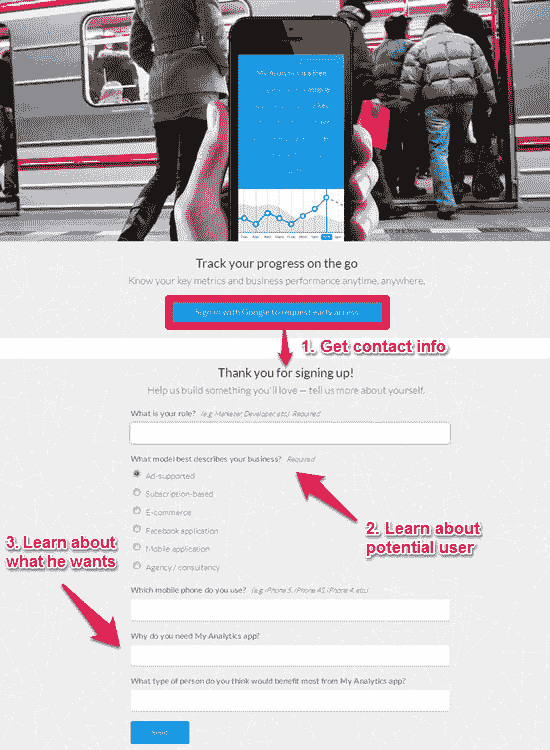 My Analytics is a free
Track your progress on the go
Know your key metrics and business performance anytime, anywhere.
Sign in with Google to request early access
1. Get contact info
Thank you for signing up!
Help us build something you'll love — tell us more about yourself.
What is your role? (e.g. Marketer, Developer, etc.) Required
What model best describes your business? Required
Ad-supported
Subscription-based
E-commerce
Facebook application
Mobile application
Agency / consultancy
2. Learn about
potential user
3. Learn about
what he wants
Which mobile phone do you use? (e.g. iPhone 5, iPhone 4S, iPhone 4, etc)
Why do you need My Analytics app?
What type of person do you think would benefit most from My Analytics app?